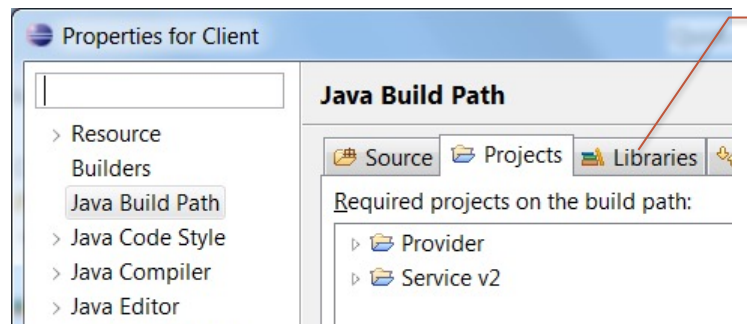 Properties for Client
Java Build Path
Resource
Builders
Java Build Path
Java Code Style
Java Compiler
Java Editor
Source Projects Libraries
Required projects on the build path:
Provider
Service v2